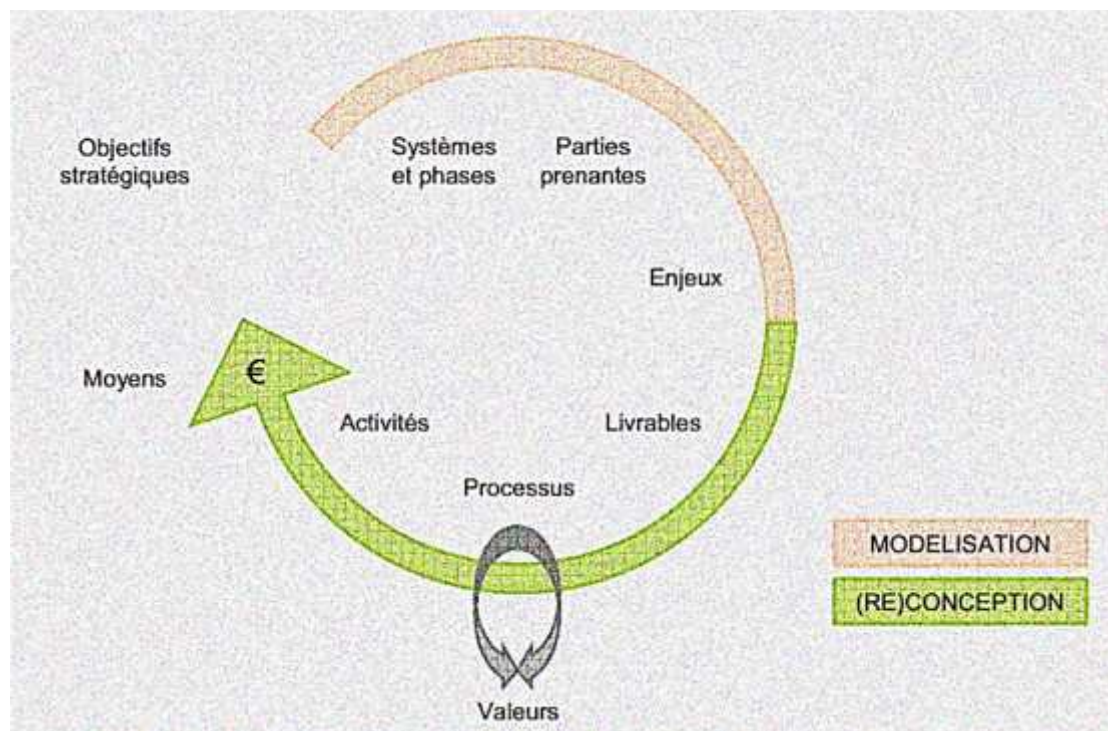 Objectifs
stratégiques
Systèmes
et phases
Parties
prenantes
Enjeux
Livrables
Processus
Activités
Moyens
€
Valeurs
MODELISATION
(RE)CONCEPTION